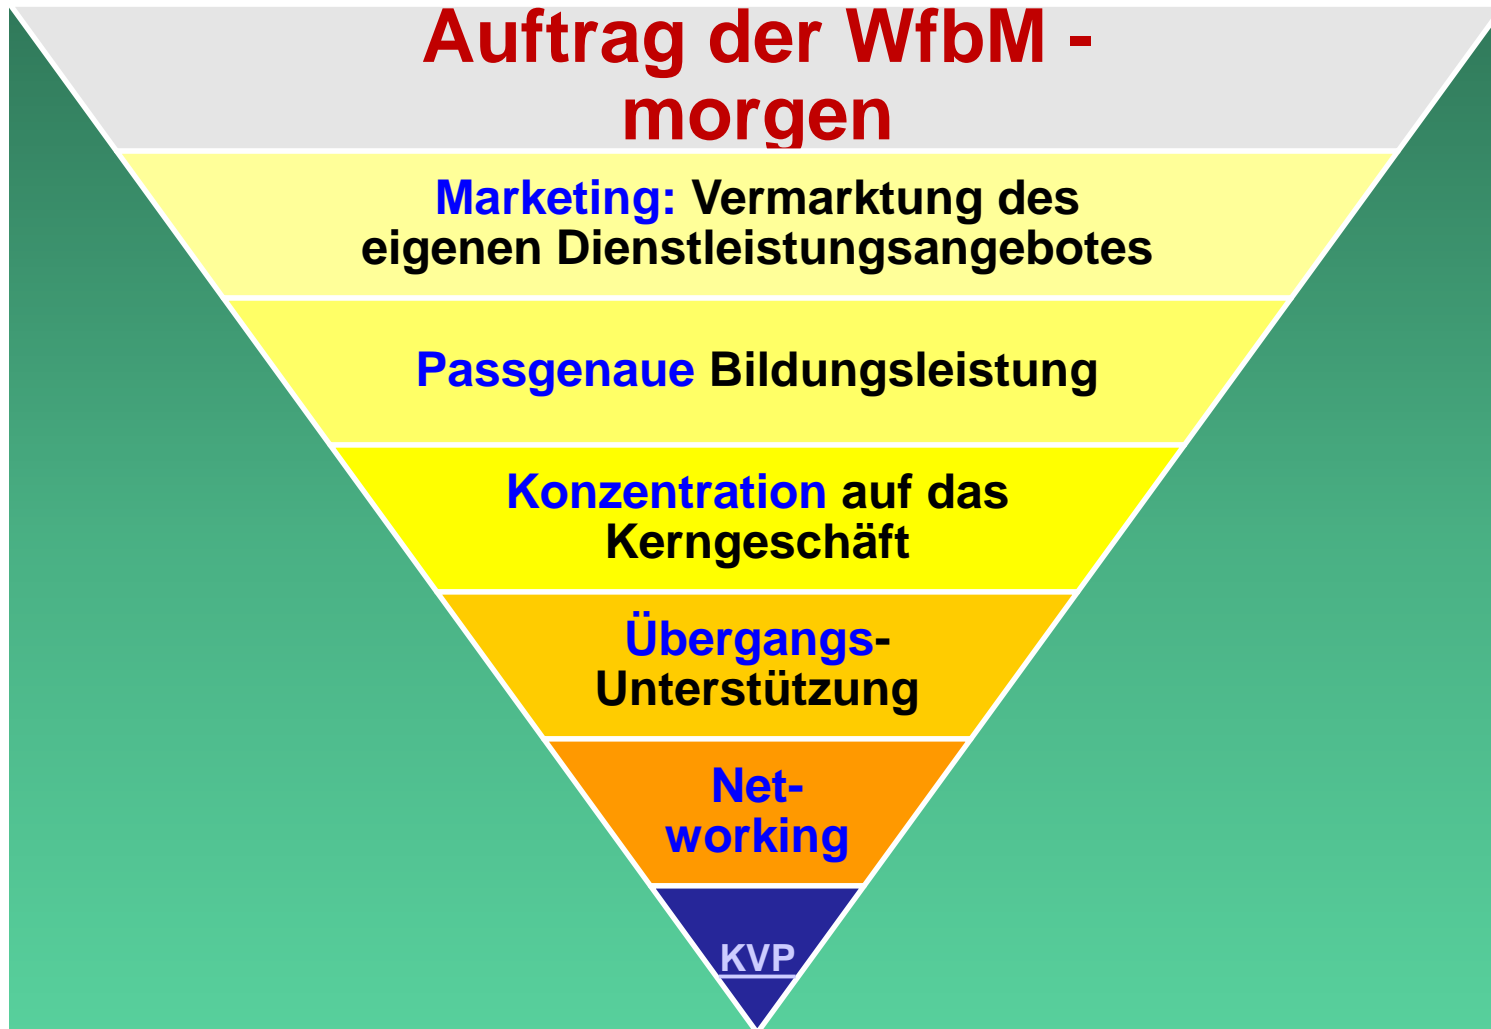 Auftrag der WfbM -
morgen
Marketing: Vermarktung des
eigenen Dienstleistungsangebotes
Passgenaue Bildungsleistung
Konzentration auf das
Kerngeschäft
Übergangs-
Unterstützung
Net-
working
KVP